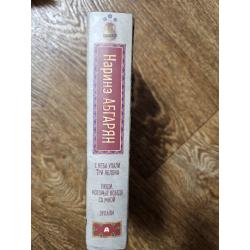 Наринэ АБГАРЯН
С НЕБА УПАЛИ
ТРИ ЯБЛОКА
ЛЮДИ,
КОТОРЫЕ ВСЕГДА
СО МНОЙ
ЗУЛАЛИ
А